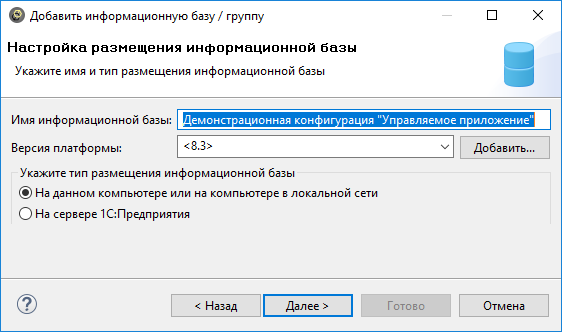 Добавить информационную базу / группу
Настройка размещения информационной базы
Укажите имя и тип размещения информационной базы
Имя информационной базы: Демонстрационная конфигурация "Управляемое приложение"
Версия платформы: <8.3> Добавить...
Укажите тип размещения информационной базы
На данном компьютере или на компьютере в локальной сети
На сервере 1С:Предприятия
? < Назад Далее > Готово Отмена